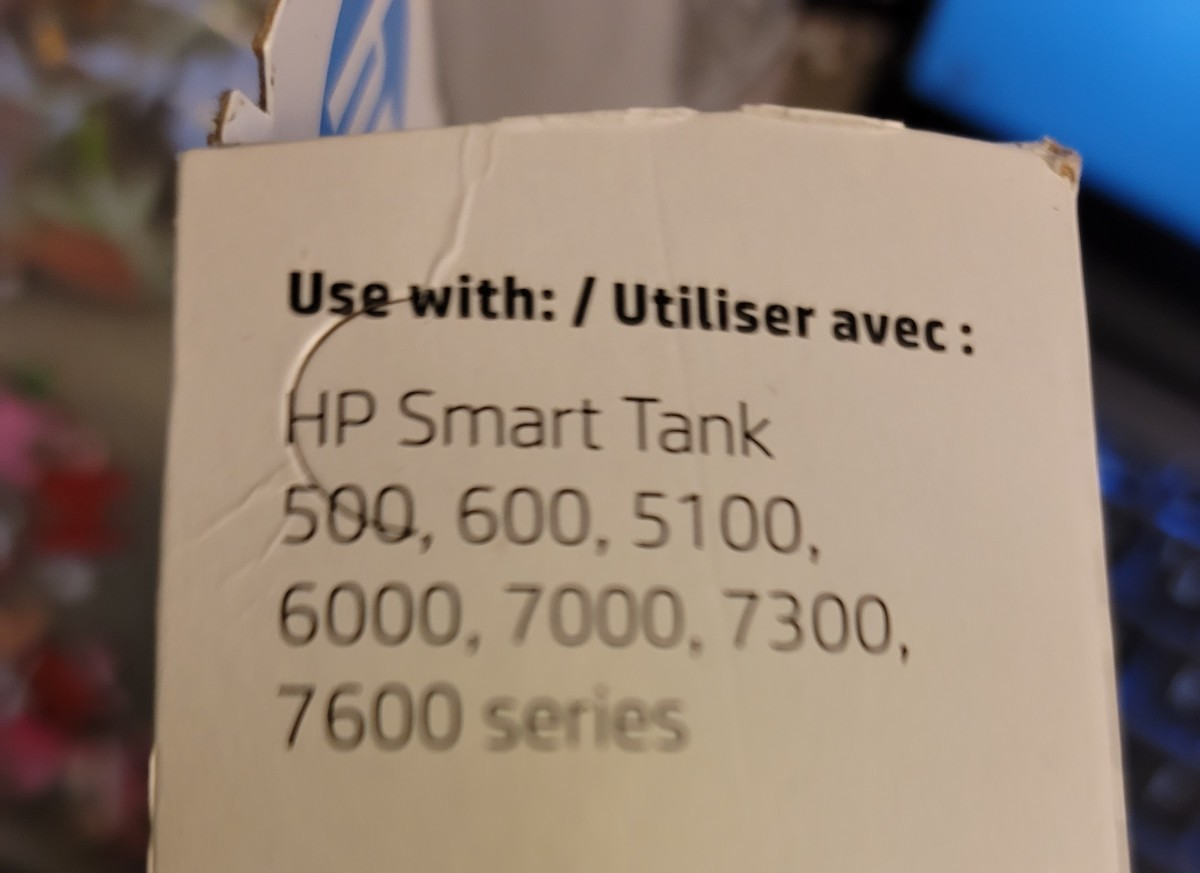 Use with: / Utiliser avec :
HP Smart Tank
500, 600, 5100,
6000, 7000, 7300,
7600 series